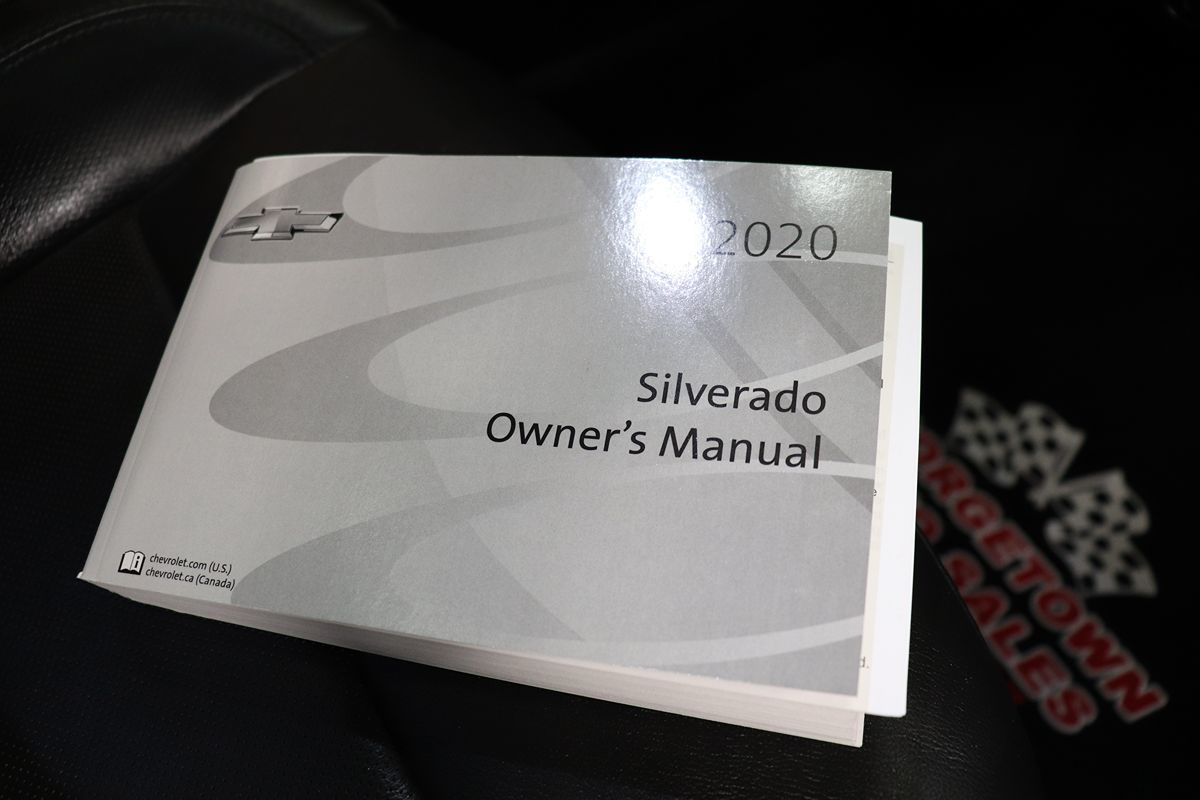 2020
Silverado
Owner's Manual
chevrolet.com (U.S.)
chevrolet.ca (Canada)
ORGETOWN
SALES